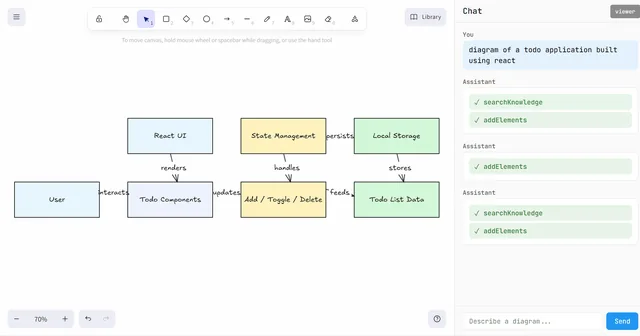 Library
Chat
viewer
To move canvas, hold mouse wheel or spacebar while dragging, or use the hand tool
You
diagram of a todo application built
using react
Assistant
✓ searchKnowledge
✓ addElements
Assistant
✓ addElements
Assistant
✓ searchKnowledge
✓ addElements
React UI
State Management
persists
Local Storage
renders
handles
stores
User
interacts
Todo Components
updates
Add / Toggle / Delete
feeds
Todo List Data
70%
Describe a diagram...
Send